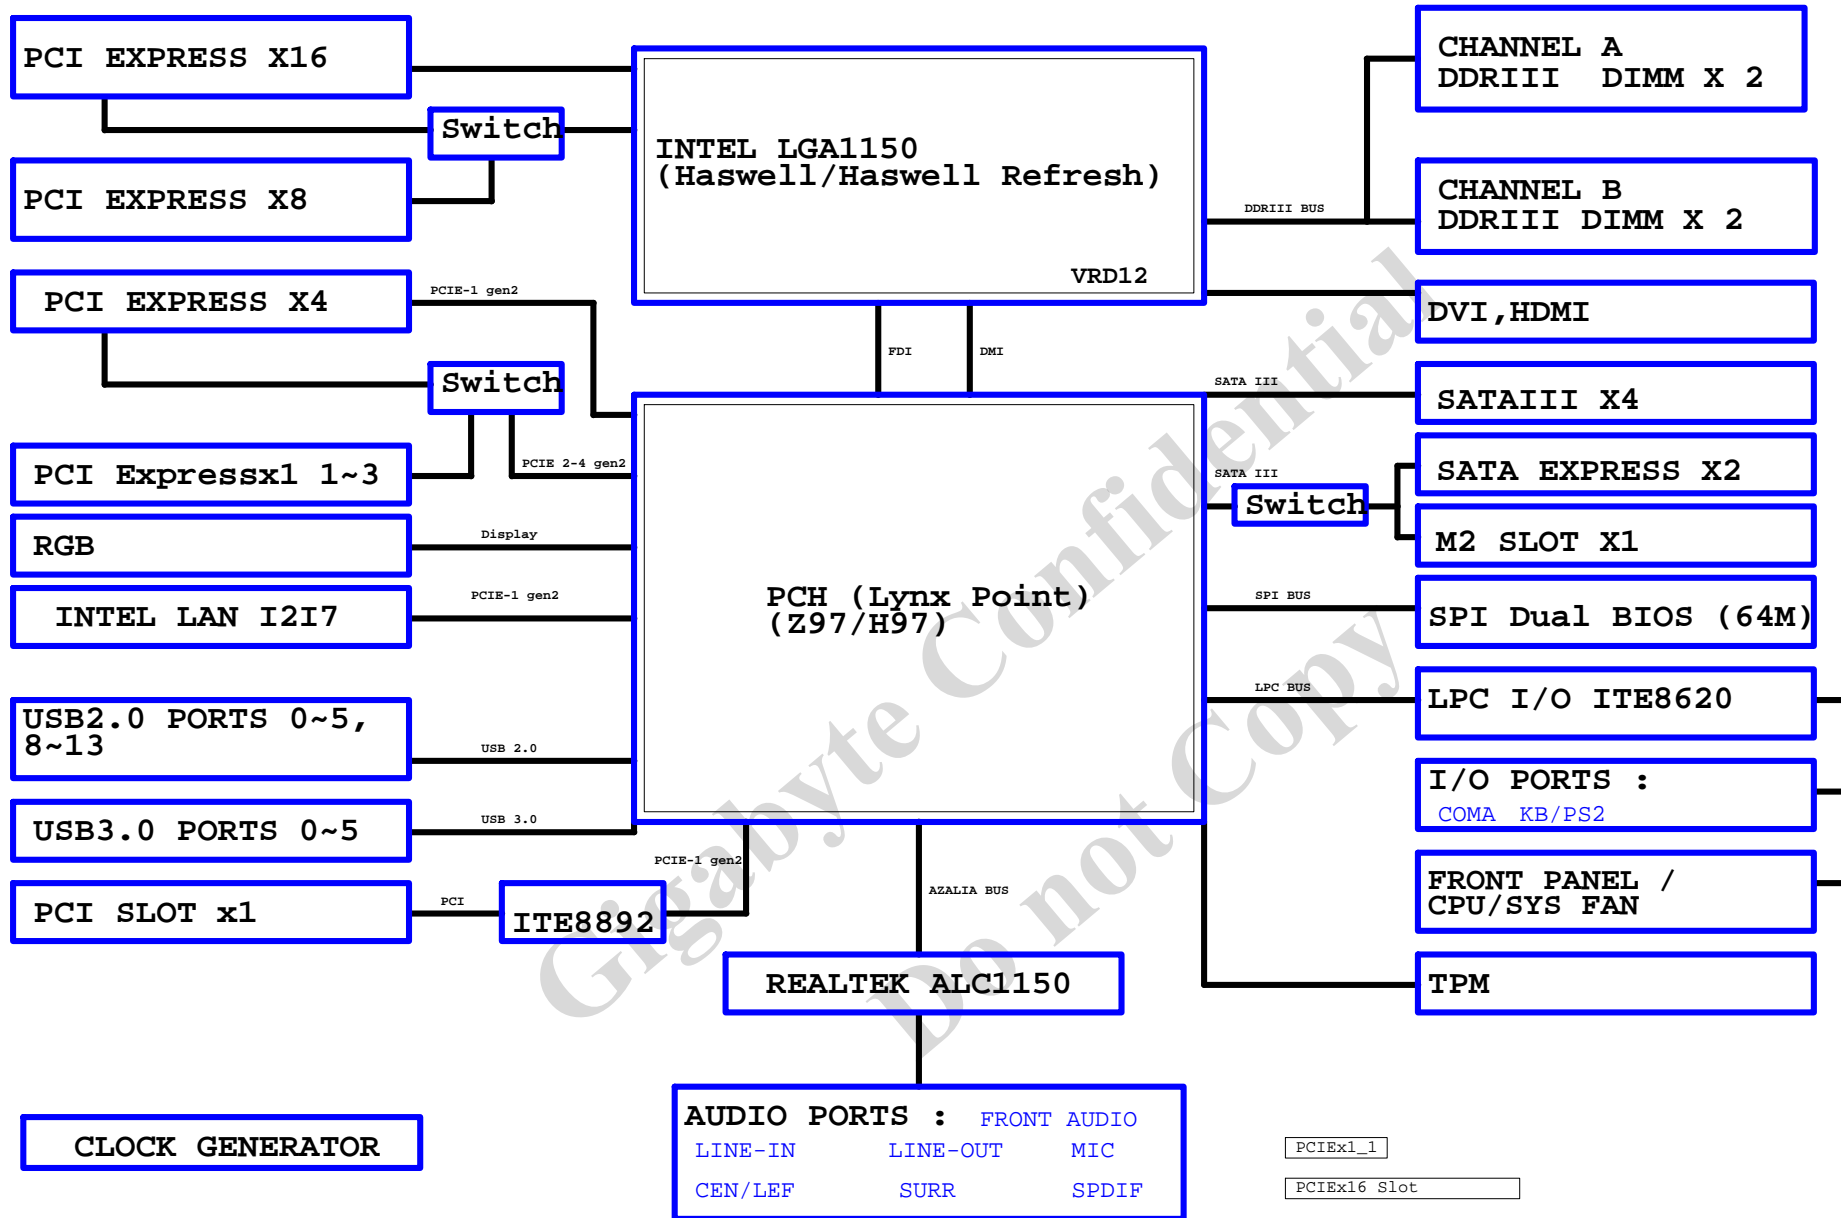 PCI EXPRESS X16
Switch
PCI EXPRESS X8
PCI EXPRESS X4
PCIE-1 gen2
Switch
PCI Expressx1 1~3
PCIE 2-4 gen2
RGB
Display
INTEL LAN I2I7
PCIE-1 gen2
USB2.0 PORTS 0~5,
8~13
USB 2.0
USB3.0 PORTS 0~5
USB 3.0
PCI SLOT x1
PCI
ITE8892
PCIE-1 gen2
INTEL LGA1150
(Haswell/Haswell Refresh)
VRD12
FDI
DMI
PCH (Lynx Point)
(Z97/H97)
AZALIA BUS
REALTEK ALC1150
AUDIO PORTS : FRONT AUDIO
LINE-IN LINE-OUT MIC
CEN/LEF SURR SPDIF
CHANNEL A
DDRIII DIMM X 2
DDRIII BUS
CHANNEL B
DDRIII DIMM X 2
DVI,HDMI
SATA III
SATAIII X4
SATA III
Switch
SATA EXPRESS X2
M2 SLOT X1
SPI BUS
SPI Dual BIOS (64M)
LPC BUS
LPC I/O ITE8620
I/O PORTS :
COMA KB/PS2
FRONT PANEL /
CPU/SYS FAN
TPM
CLOCK GENERATOR
PCIEx1_1
PCIEx16 Slot
Gigabyte Confidential
Do not Copy